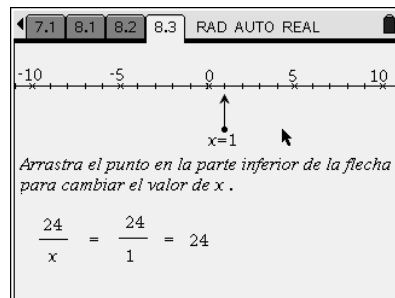 7.1 8.1 8.2 8.3 RAD AUTO REAL
-10 -5 0 5 10
x=1
Arrastra el punto en la parte inferior de la flecha
para cambiar el valor de x .
24/x = 24/1 = 24